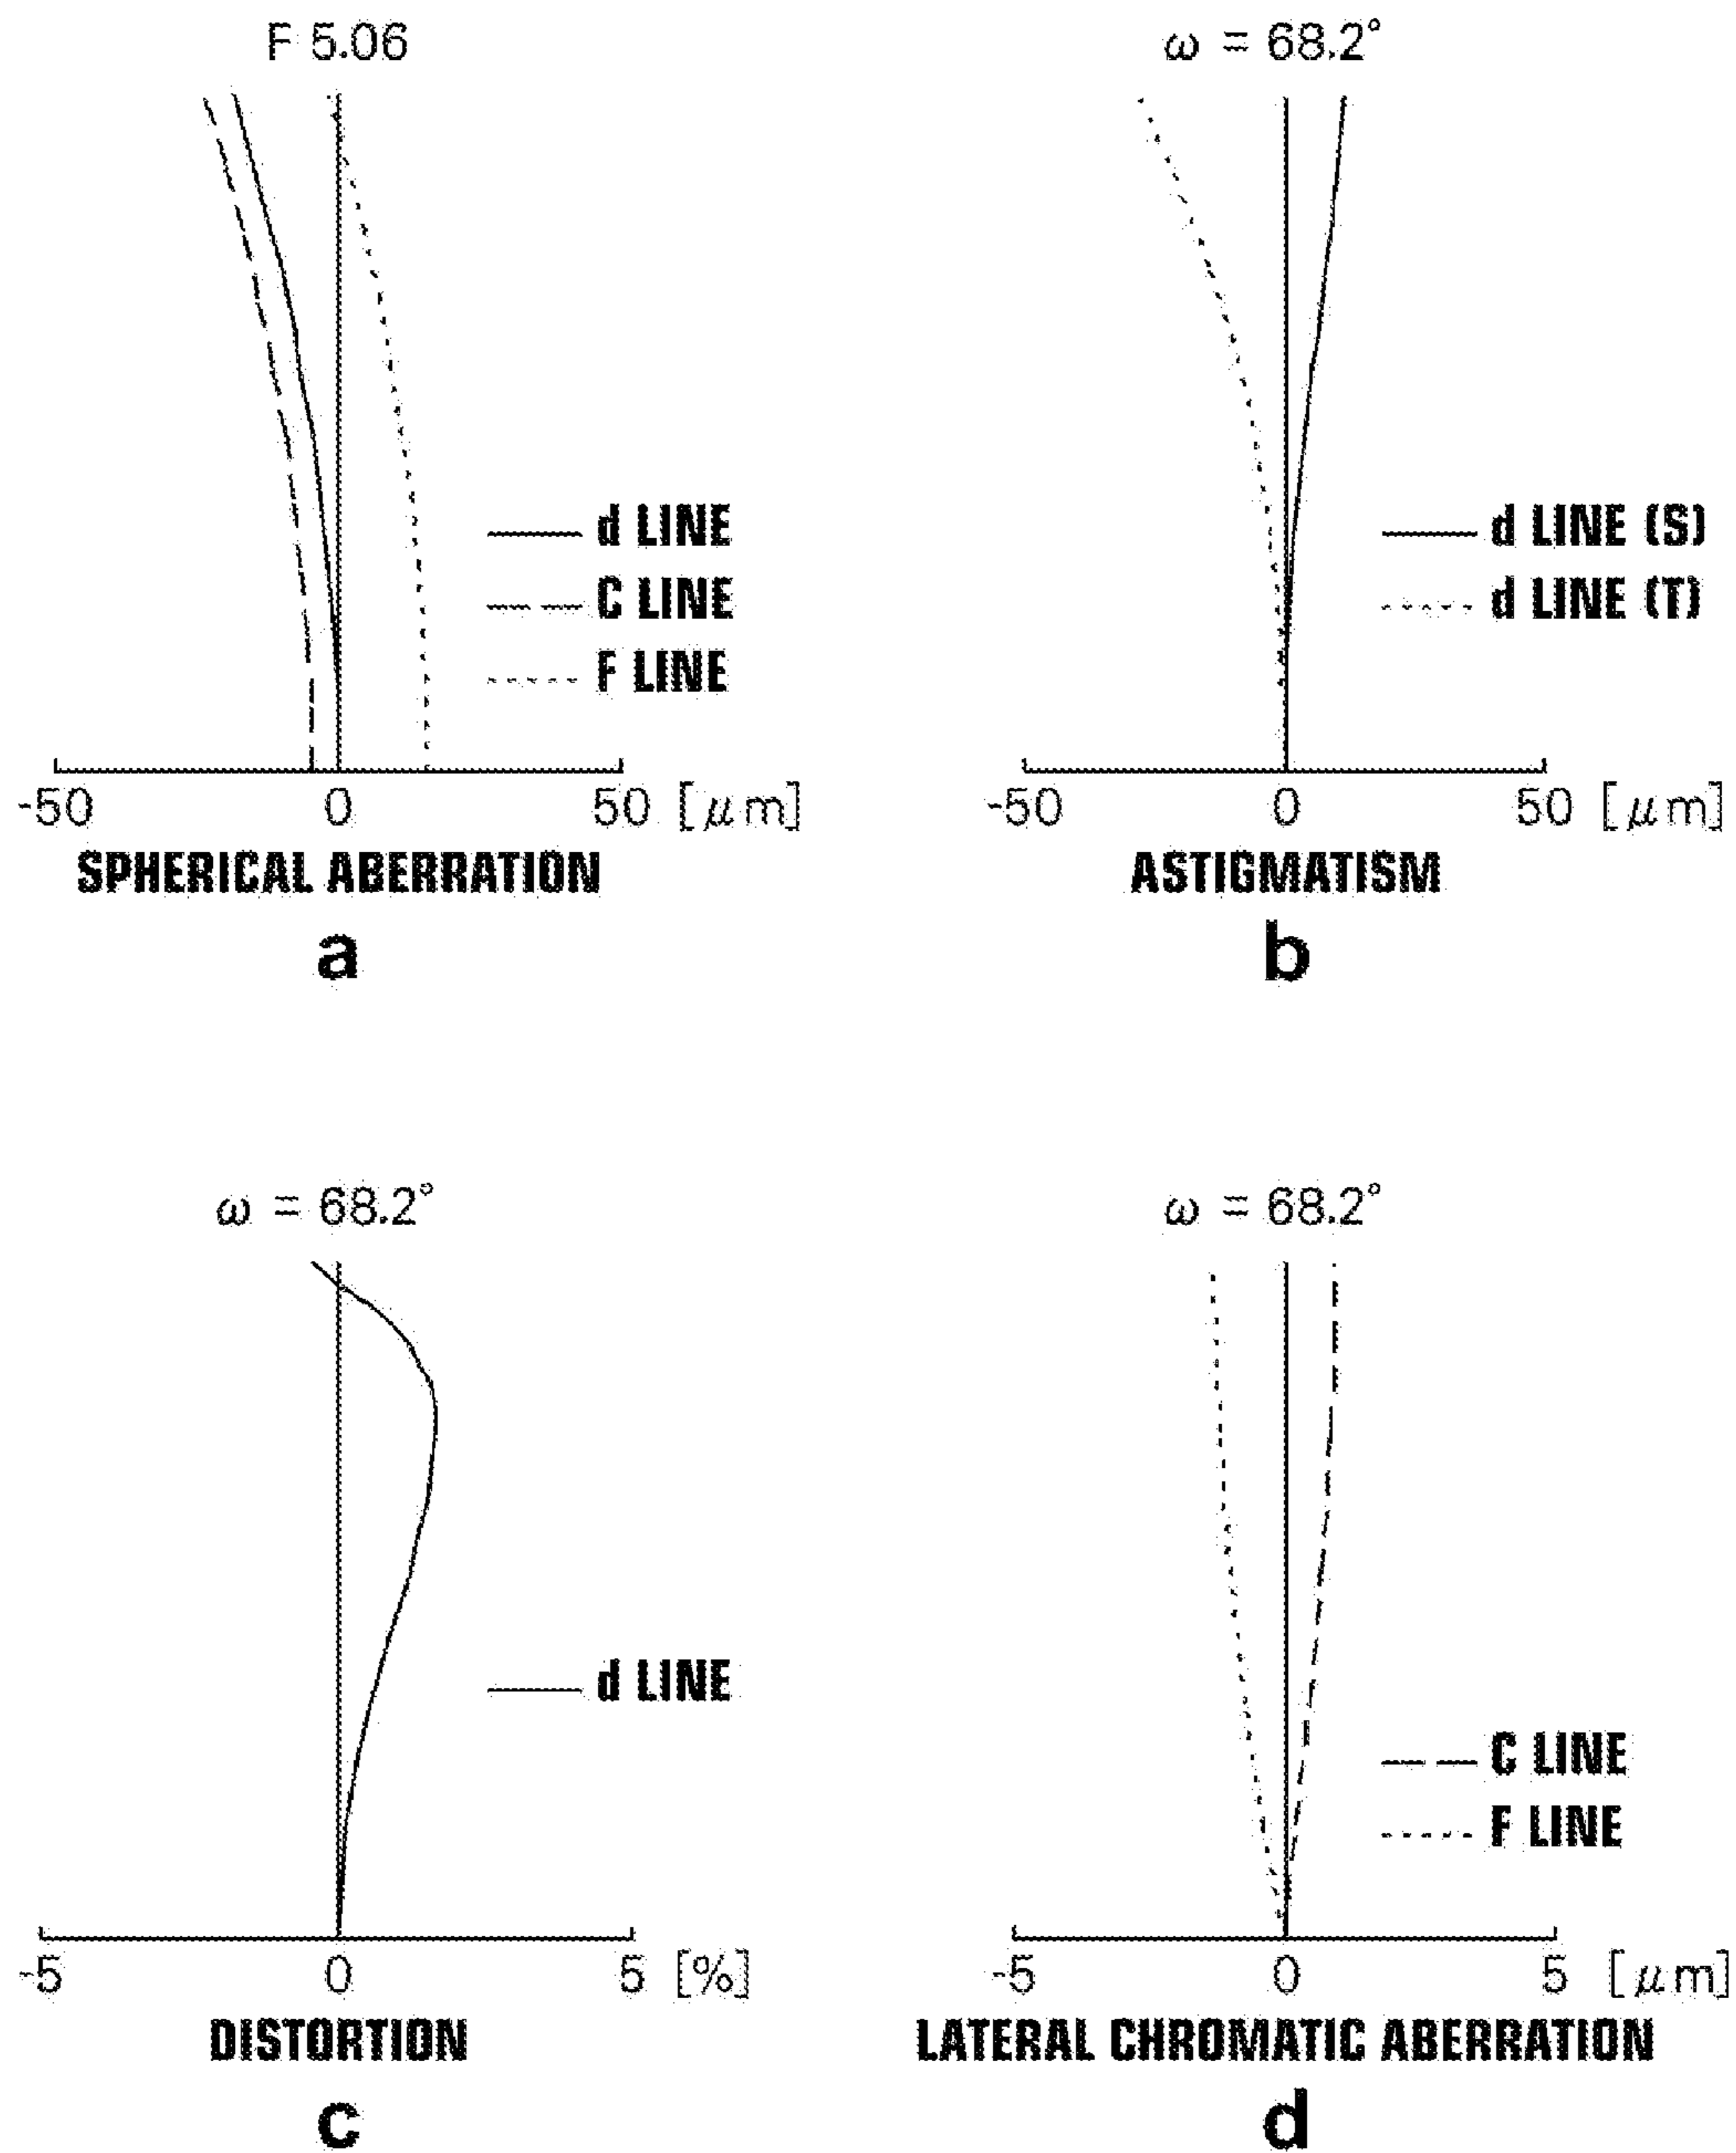 F 5.06
d LINE
C LINE
F LINE
-50 0 50 [μm]
SPHERICAL ABERRATION
a
ω = 68.2°
d LINE (S)
d LINE (T)
-50 0 50 [μm]
ASTIGMATISM
b
ω = 68.2°
d LINE
-5 0 5 [%]
DISTORTION
c
ω = 68.2°
C LINE
F LINE
-5 0 5 [μm]
LATERAL CHROMATIC ABERRATION
d